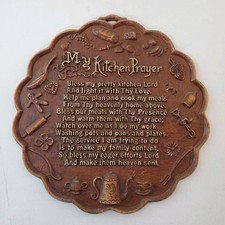 My Kitchen Prayer
Bless my pretty kitchen Lord
And light it with Thy Love.
Help me plan and cook my meals
From Thy heavenly home above.
Bless our meals with Thy Presence
And warm them with Thy grace,
Watch over me as I do my work,
Washing pots and pans and plates.
The service I am trying to do
Is to make my family content,
So bless my eager efforts Lord
And make them heaven sent.